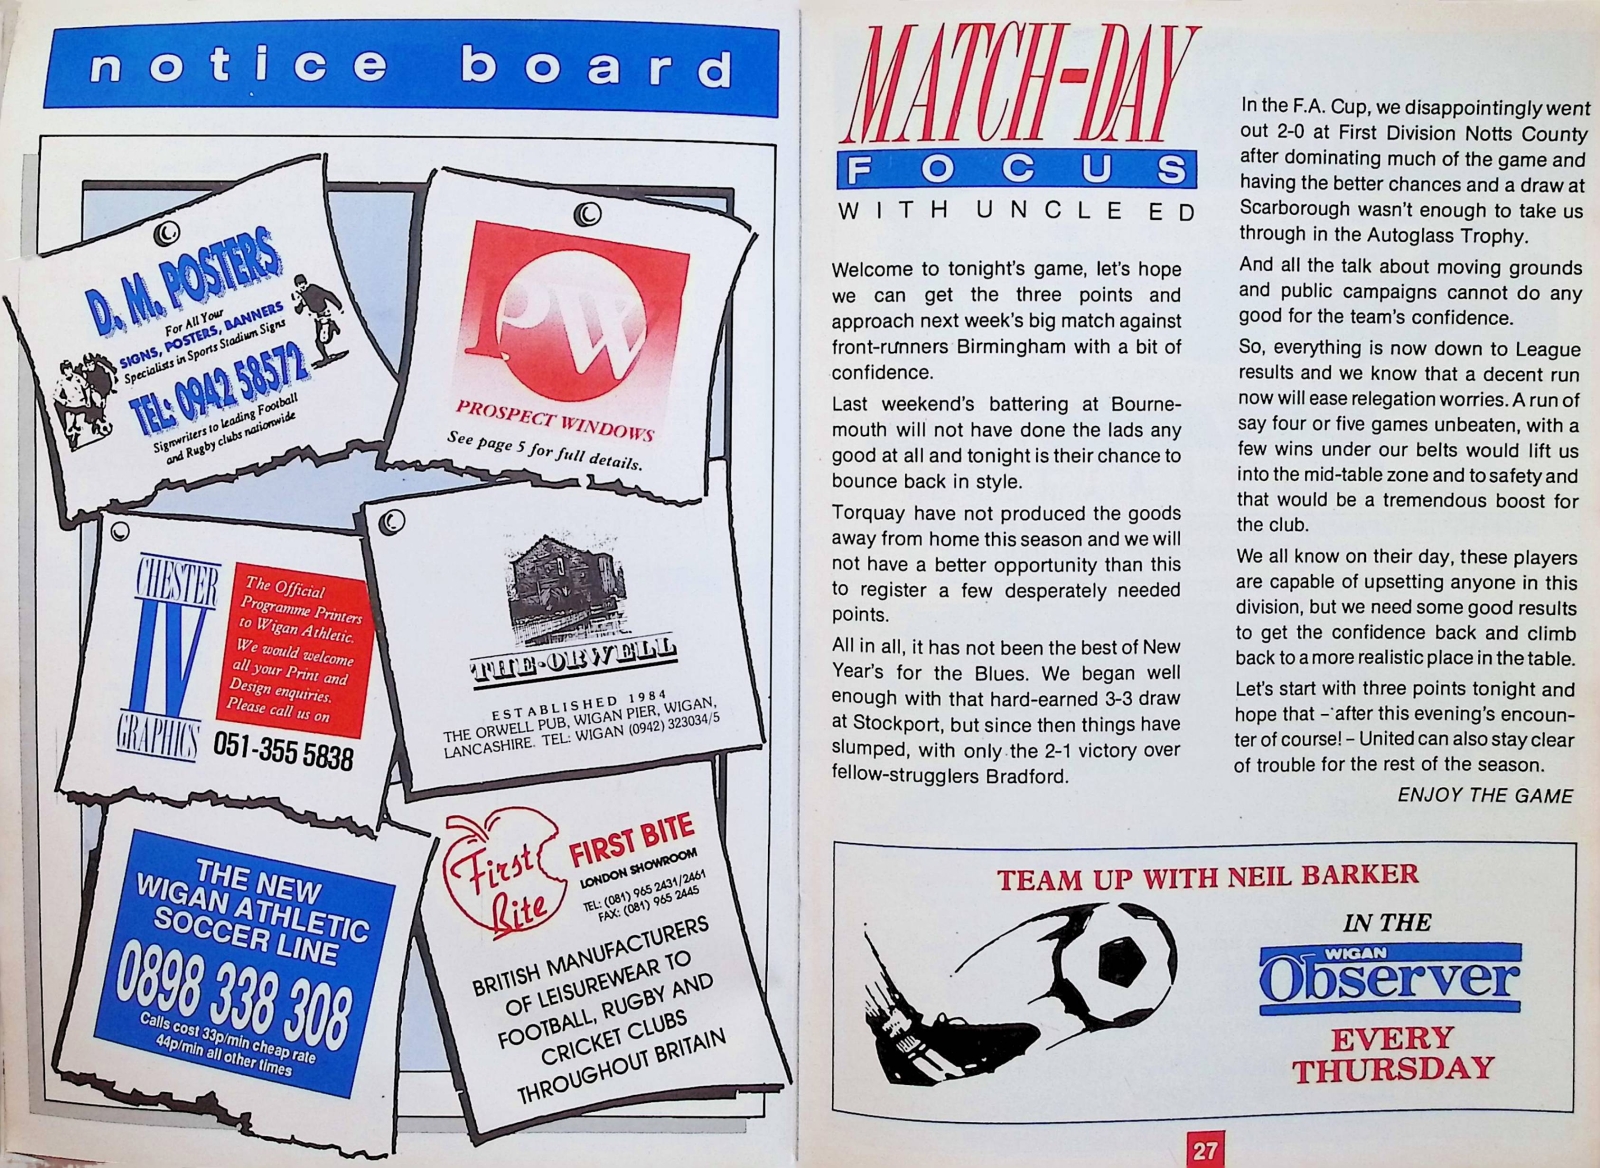 notice board
D. M. POSTERS
For All Your
SIGNS, POSTERS, BANNERS
Specialists in Sports Stadium Signs
TEL: 0942 58572
Signwriters to leading Football
and Rugby clubs nationwide
PW
PROSPECT WINDOWS
See page 5 for full details.
CHESTER
IV
GRAPHICS
The Official
Programme Printers
to Wigan Athletic.
We would welcome
all your Print and
Design enquiries.
Please call us on
051-355 5838
THE·ORWELL
ESTABLISHED 1984
THE ORWELL PUB, WIGAN PIER, WIGAN,
LANCASHIRE. TEL: WIGAN (0942) 323034/5
THE NEW
WIGAN ATHLETIC
SOCCER LINE
0898 338 308
Calls cost 33p/min cheap rate
44p/min all other times
First
Bite
FIRST BITE
LONDON SHOWROOM
TEL: (081) 965 2431/2461
FAX: (081) 965 2445
BRITISH MANUFACTURERS
OF LEISUREWEAR TO
FOOTBALL, RUGBY AND
CRICKET CLUBS
THROUGHOUT BRITAIN
MATCH-DAY
FOCUS
WITH UNCLE ED
Welcome to tonight's game, let's hope
we can get the three points and
approach next week's big match against
front-runners Birmingham with a bit of
confidence.
Last weekend's battering at Bourne-
mouth will not have done the lads any
good at all and tonight is their chance to
bounce back in style.
Torquay have not produced the goods
away from home this season and we will
not have a better opportunity than this
to register a few desperately needed
points.
All in all, it has not been the best of New
Year's for the Blues. We began well
enough with that hard-earned 3-3 draw
at Stockport, but since then things have
slumped, with only the 2-1 victory over
fellow-strugglers Bradford.
In the F.A. Cup, we disappointingly went
out 2-0 at First Division Notts County
after dominating much of the game and
having the better chances and a draw at
Scarborough wasn't enough to take us
through in the Autoglass Trophy.
And all the talk about moving grounds
and public campaigns cannot do any
good for the team's confidence.
So, everything is now down to League
results and we know that a decent run
now will ease relegation worries. A run of
say four or five games unbeaten, with a
few wins under our belts would lift us
into the mid-table zone and to safety and
that would be a tremendous boost for
the club.
We all know on their day, these players
are capable of upsetting anyone in this
division, but we need some good results
to get the confidence back and climb
back to a more realistic place in the table.
Let's start with three points tonight and
hope that – after this evening's encoun-
ter of course! – United can also stay clear
of trouble for the rest of the season.
ENJOY THE GAME
TEAM UP WITH NEIL BARKER
IN THE
WIGAN
Observer
EVERY
THURSDAY
27